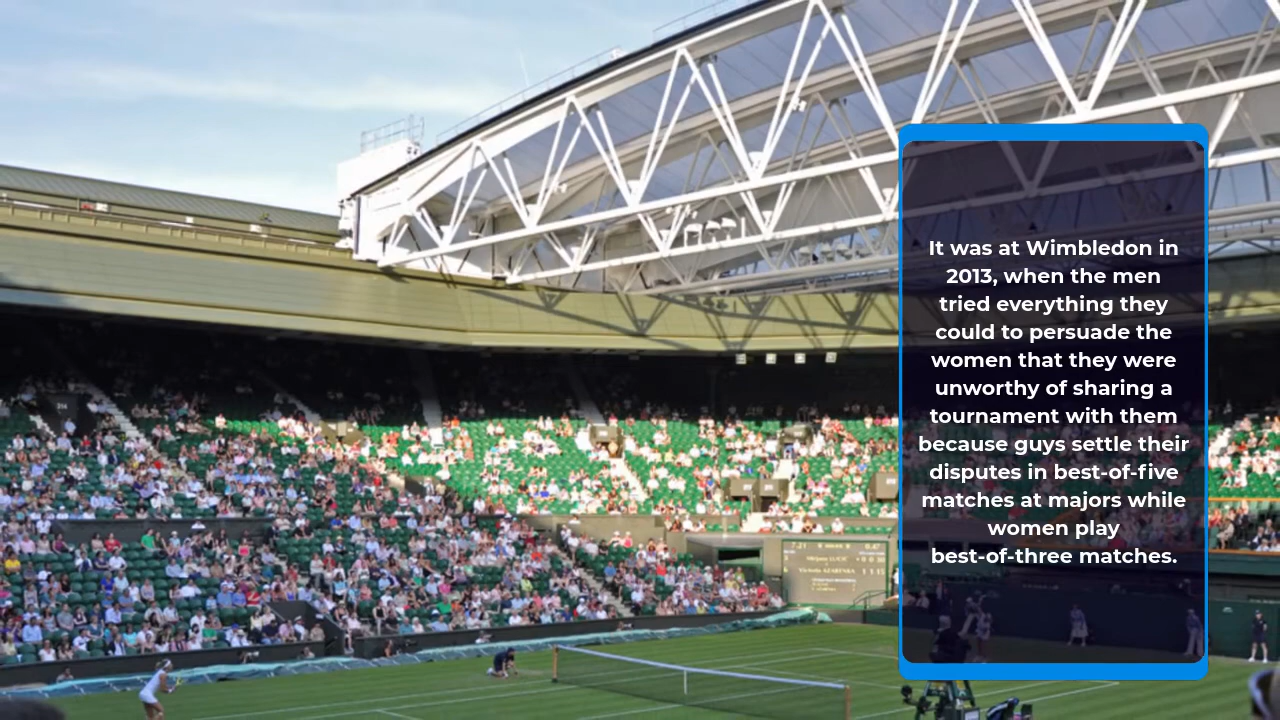 It was at Wimbledon in
2013, when the men
tried everything they
could to persuade the
women that they were
unworthy of sharing a
tournament with them
because guys settle their
disputes in best-of-five
matches at majors while
women play
best-of-three matches.
Victoria AZARENKA